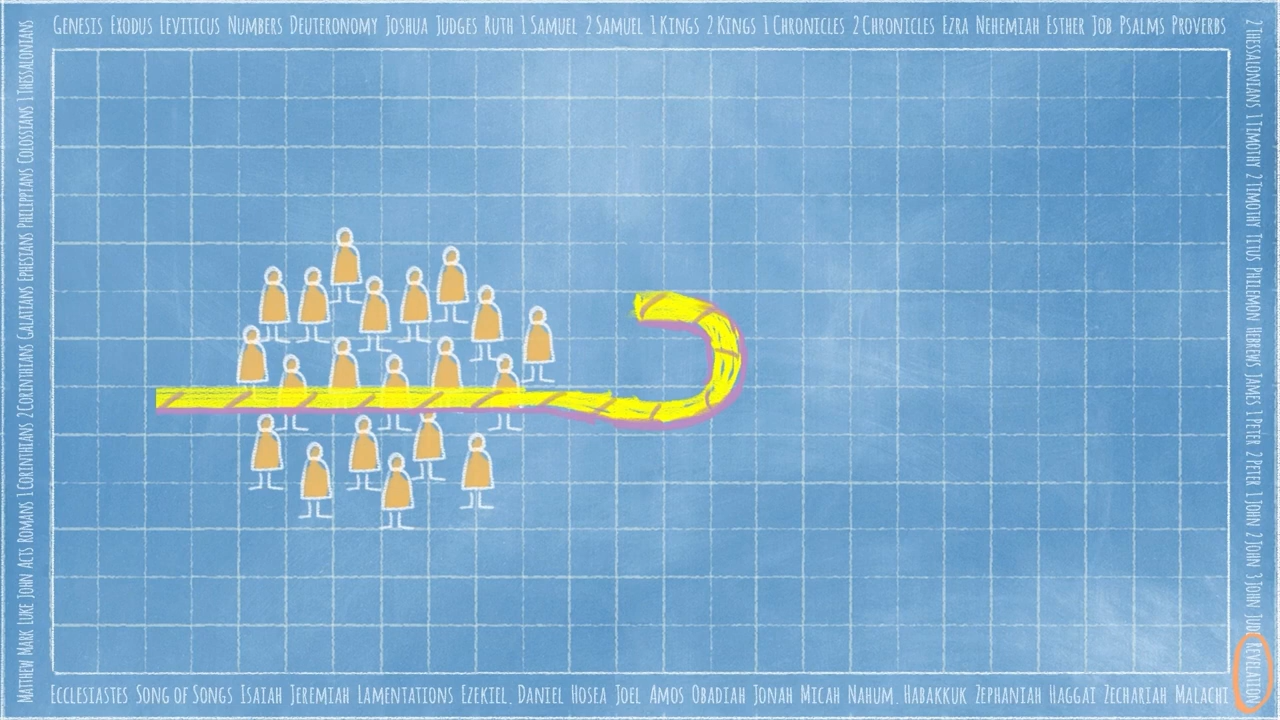 Genesis Exodus Leviticus Numbers Deuteronomy Joshua Judges Ruth 1 Samuel 2 Samuel 1 Kings 2 Kings 1 Chronicles 2 Chronicles Ezra Nehemiah Esther Job Psalms Proverbs
Ecclesiastes Song of Songs Isaiah Jeremiah Lamentations Ezekiel Daniel Hosea Joel Amos Obadiah Jonah Micah Nahum Habakkuk Zephaniah Haggai Zechariah Malachi
Matthew Mark Luke John Acts Romans 1 Corinthians 2 Corinthians Galatians Ephesians Philippians Colossians 1 Thessalonians
2 Thessalonians 1 Timothy 2 Timothy Titus Philemon Hebrews James 1 Peter 2 Peter 1 John 2 John 3 John Jude Revelation